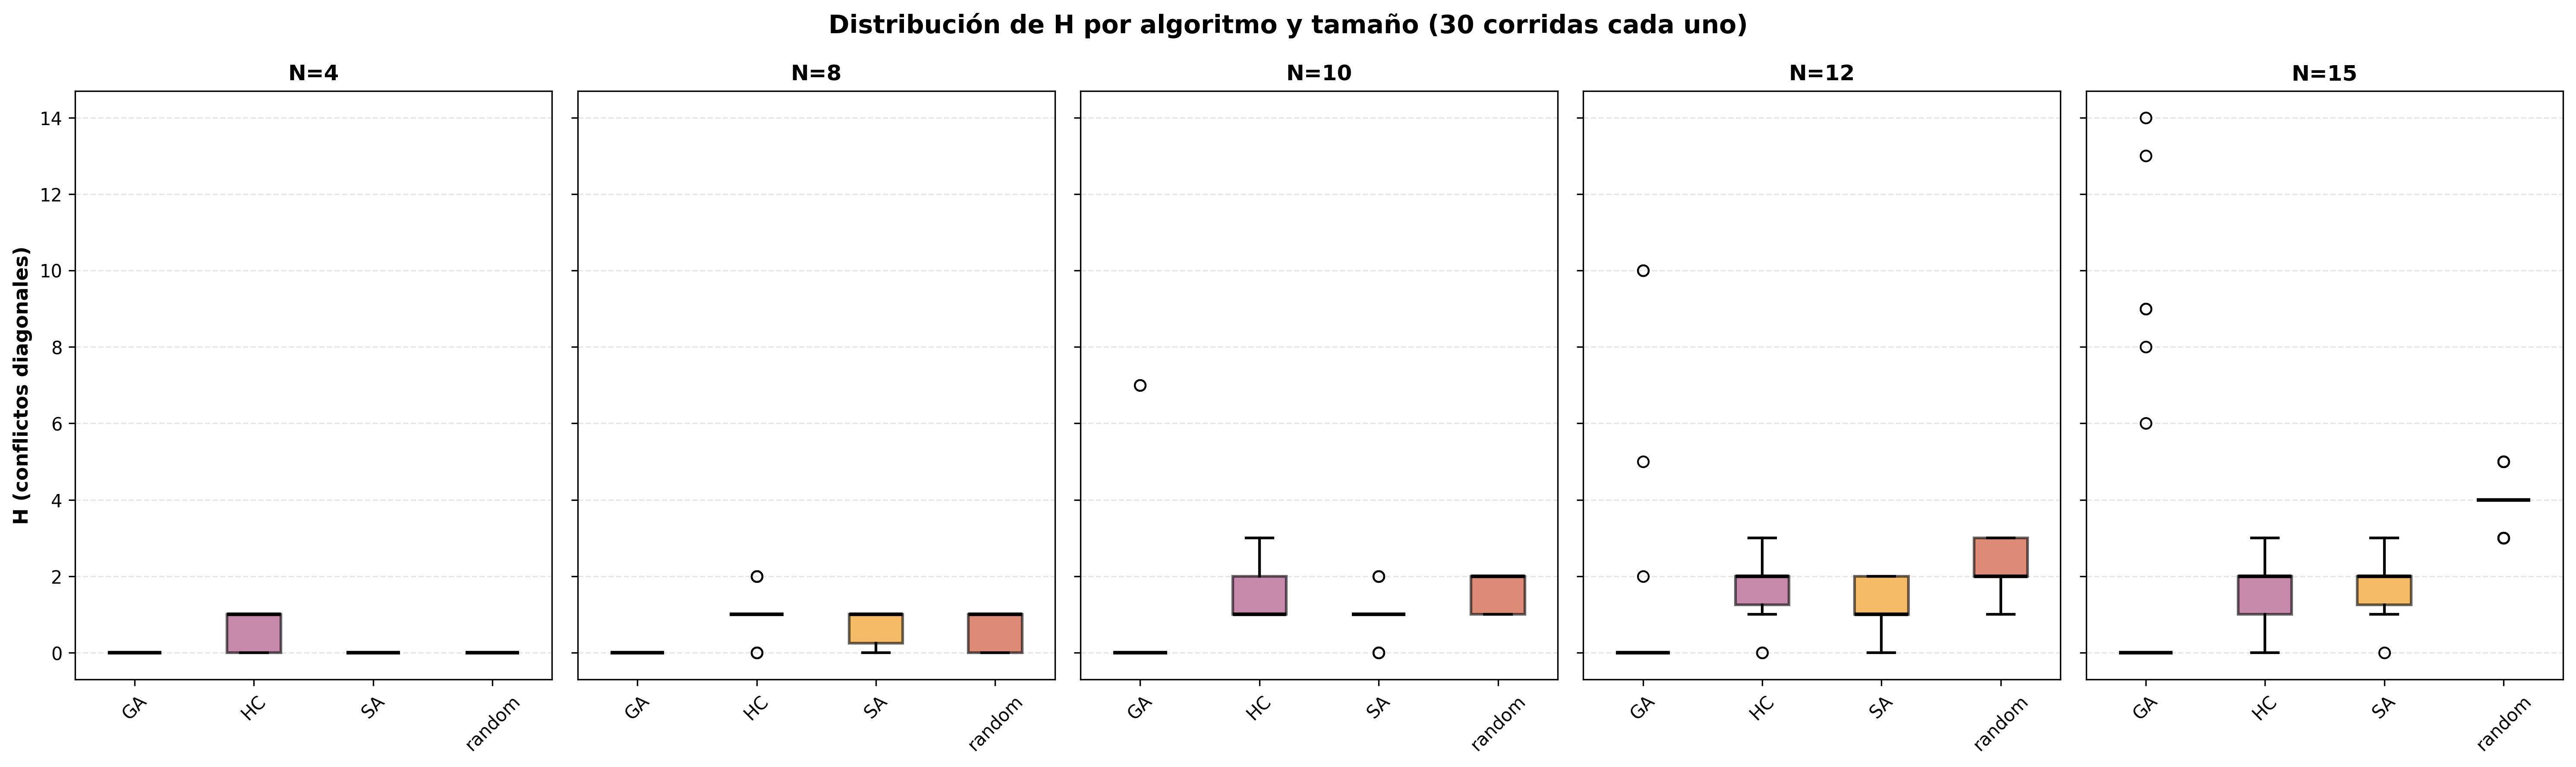 Distribución de H por algoritmo y tamaño (30 corridas cada uno)
N=4
N=8
N=10
N=12
N=15
H (conflictos diagonales)
14
12
10
8
6
4
2
0
GA
HC
SA
random
GA
HC
SA
random
GA
HC
SA
random
GA
HC
SA
random
GA
HC
SA
random